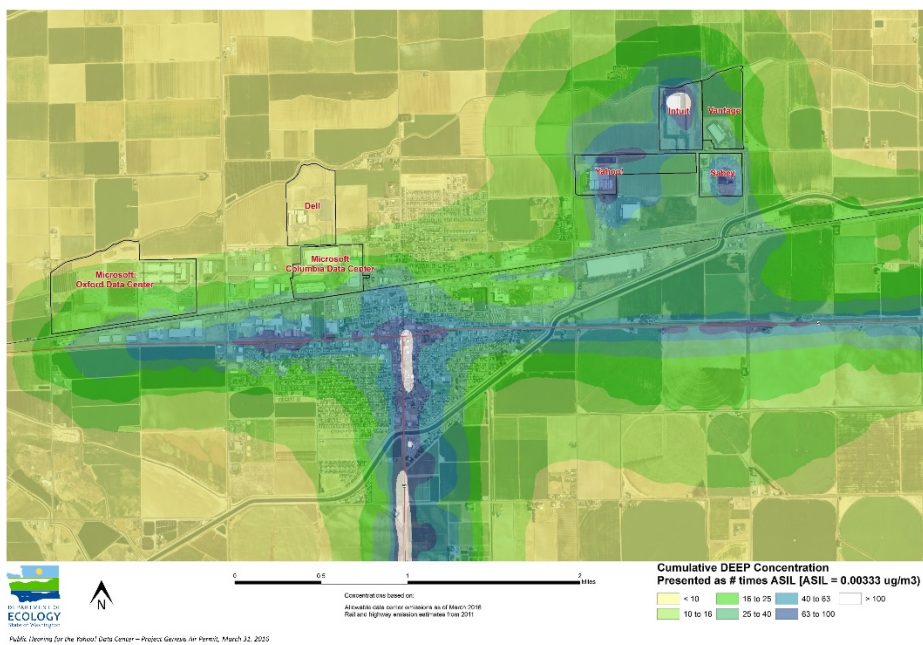 Intuit
Vantage
Yahoo!
Sabey
Dell
Microsoft
Columbia Data Center
Microsoft
Oxford Data Center
DEPARTMENT OF
ECOLOGY
State of Washington
N
0 0.5 1 2
Miles
Concentrations based on:
Allowable data center emissions as of March 2016
Rail and highway emission estimates from 2011
Cumulative DEEP Concentration
Presented as # times ASIL [ASIL = 0.00333 ug/m3)
< 10 16 to 25 40 to 63 > 100
10 to 16 25 to 40 63 to 100
Public Hearing for the Yahoo! Data Center – Project Genesis Air Permit, March 31, 2016